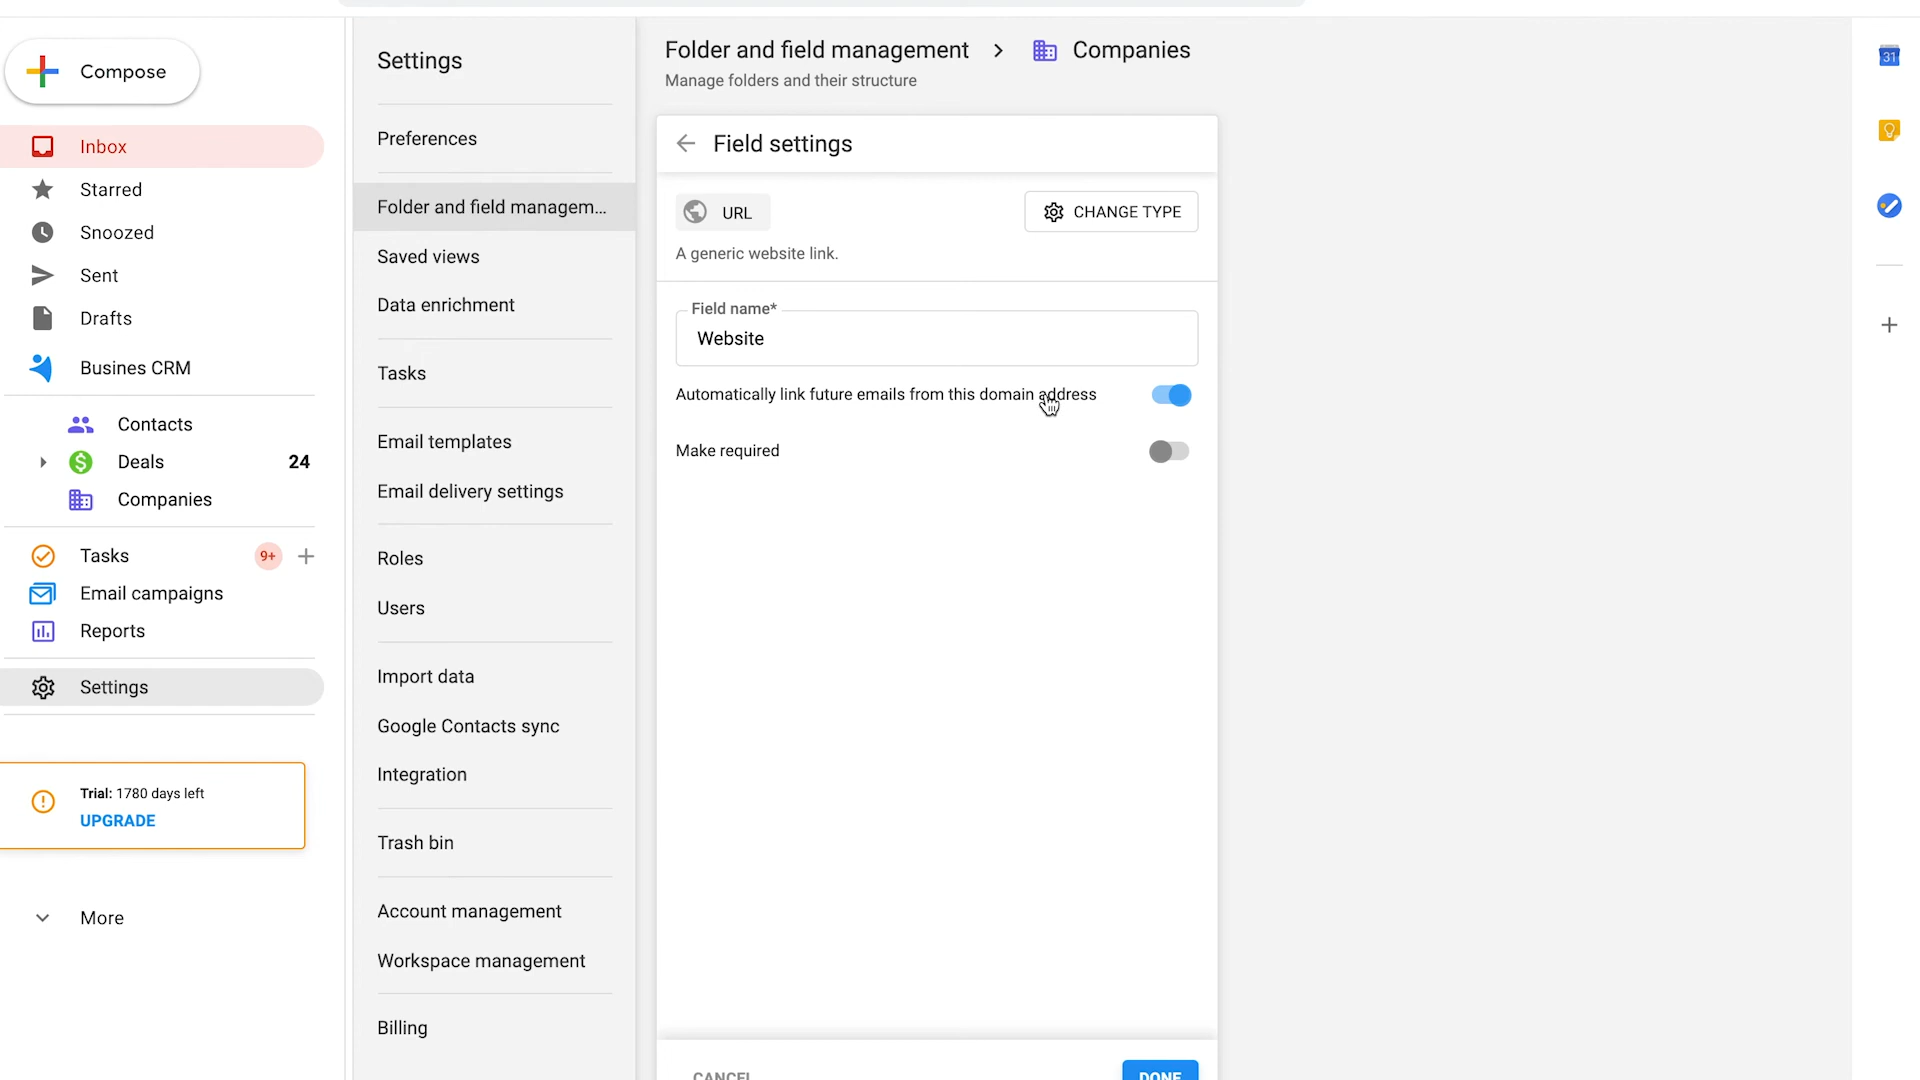 Compose
Inbox
Starred
Snoozed
Sent
Drafts
Busines CRM
Contacts
Deals 24
Companies
Tasks 9+
Email campaigns
Reports
Settings
Trial: 1780 days left
UPGRADE
More
Settings
Preferences
Folder and field managem...
Saved views
Data enrichment
Tasks
Email templates
Email delivery settings
Roles
Users
Import data
Google Contacts sync
Integration
Trash bin
Account management
Workspace management
Billing
Folder and field management > Companies
Manage folders and their structure
Field settings
URL CHANGE TYPE
A generic website link.
Field name*
Website
Automatically link future emails from this domain address
Make required
CANCEL DONE
31